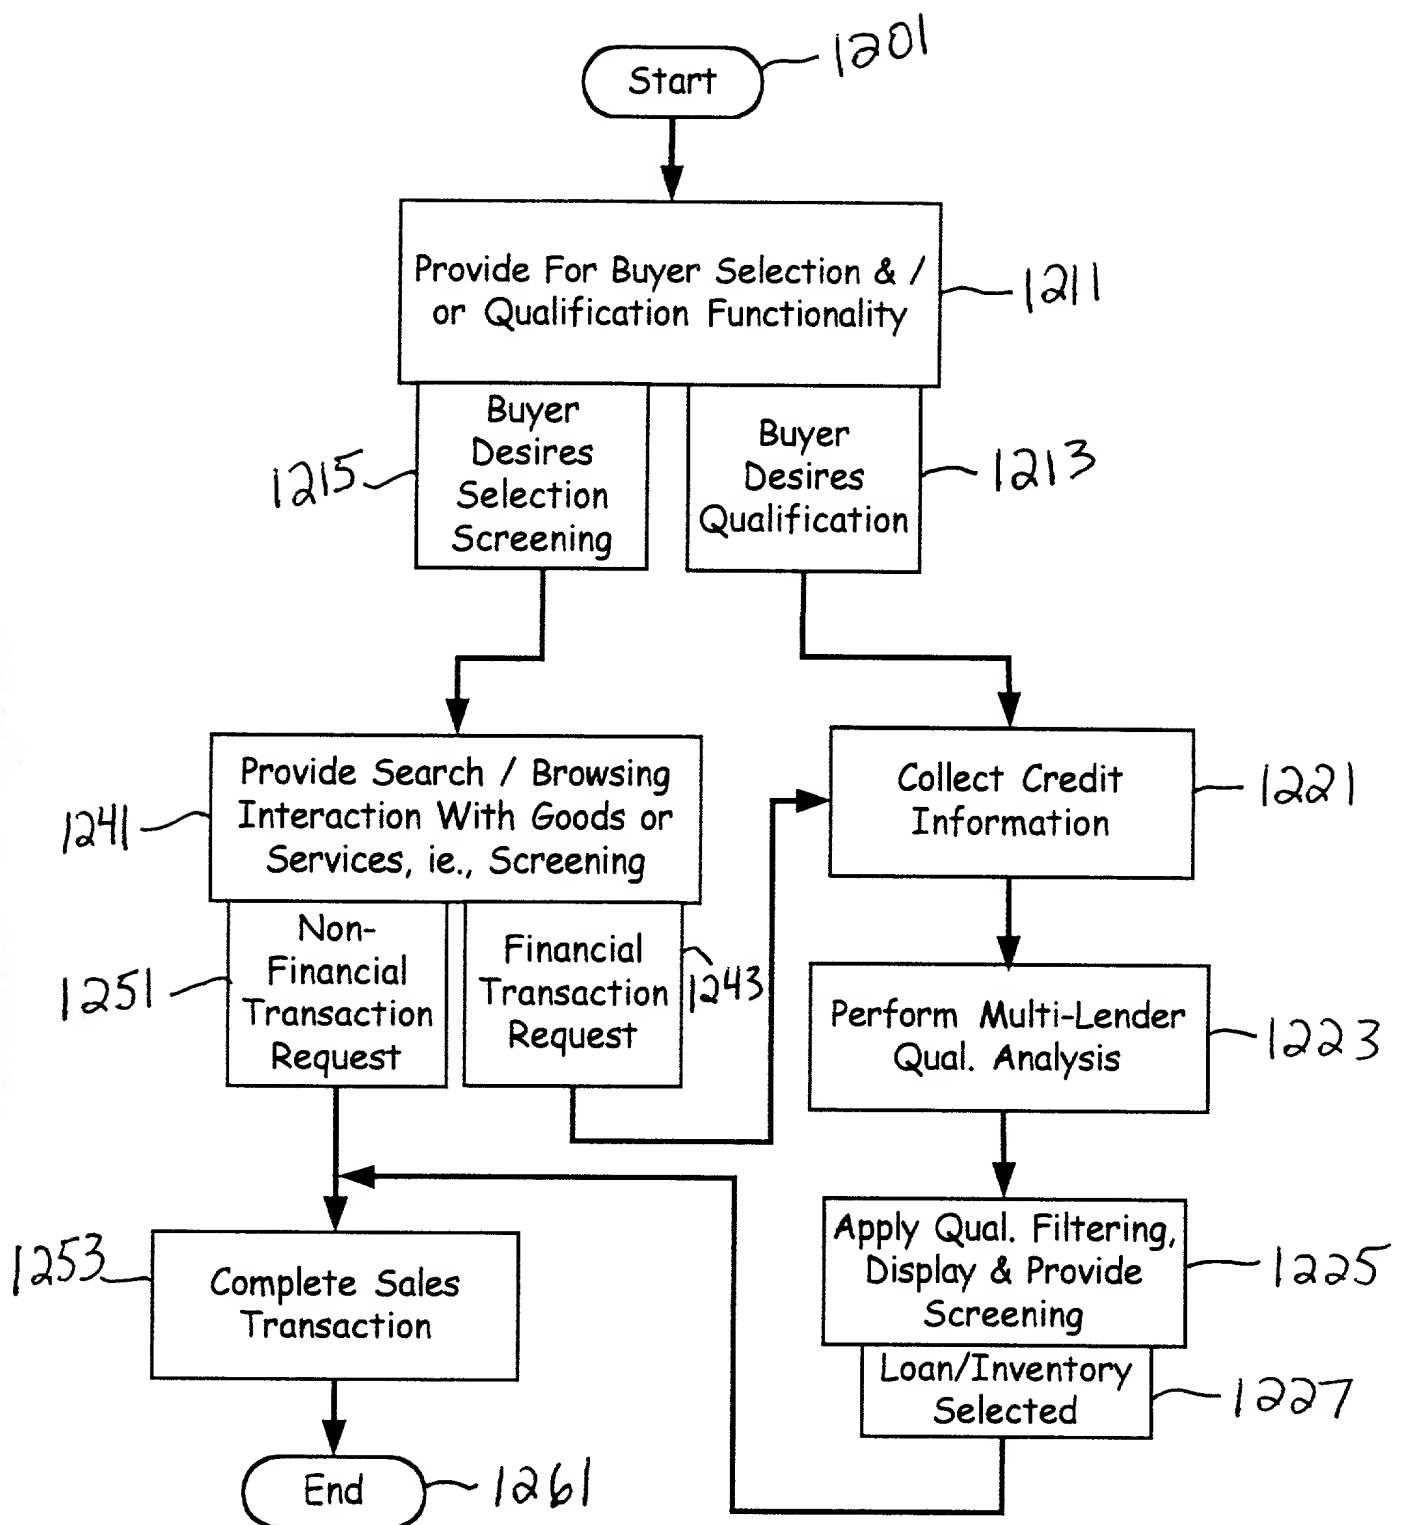 Start
1201
Provide For Buyer Selection & /
or Qualification Functionality
1211
Buyer
Desires
Selection
Screening
1215
Buyer
Desires
Qualification
1213
Provide Search / Browsing
Interaction With Goods or
Services, ie., Screening
1241
Collect Credit
Information
1221
Non-
Financial
Transaction
Request
1251
Financial
Transaction
Request
1243
Perform Multi-Lender
Qual. Analysis
1223
Apply Qual. Filtering,
Display & Provide
Screening
1225
Loan/Inventory
Selected
1227
Complete Sales
Transaction
1253
End
1261